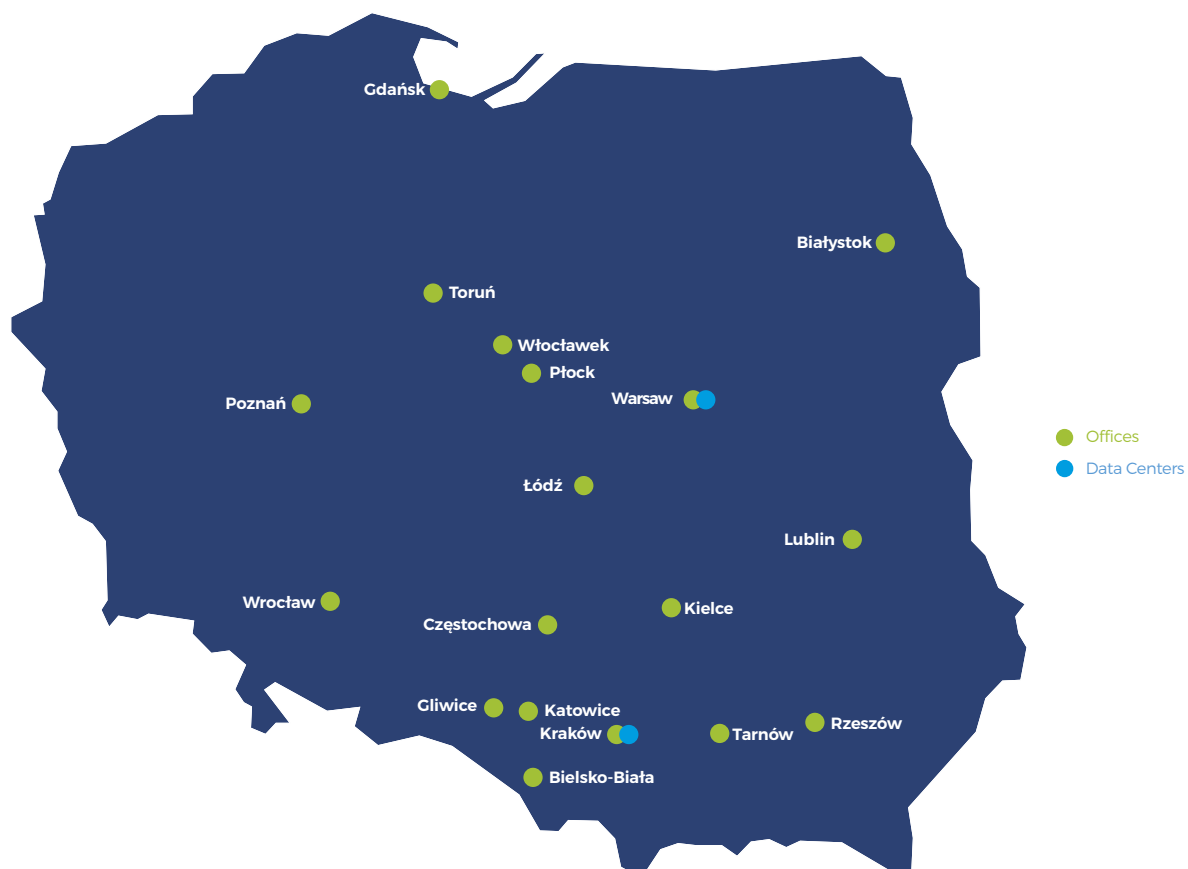 Gdańsk
Białystok
Toruń
Włocławek
Płock
Warsaw
Poznań
Offices
Data Centers
Łódź
Lublin
Wrocław
Kielce
Częstochowa
Gliwice
Katowice
Kraków
Tarnów
Rzeszów
Bielsko-Biała